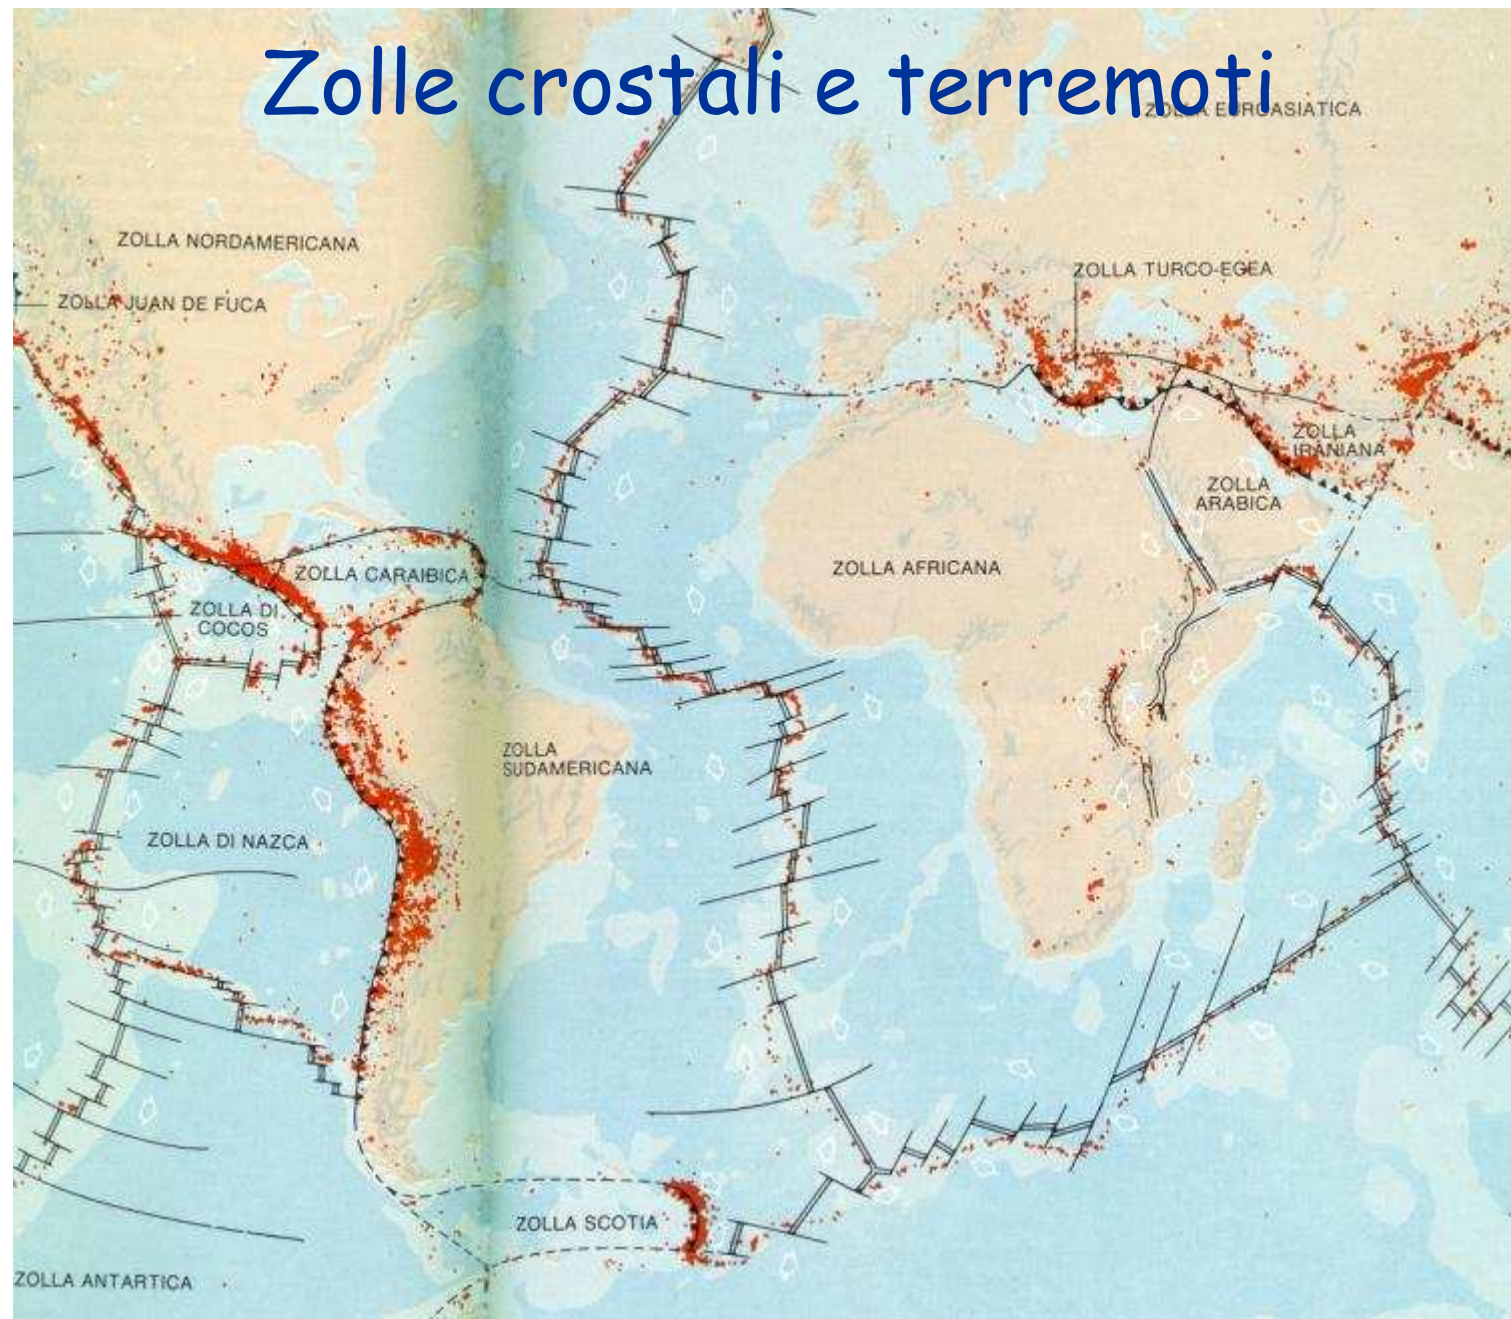 Zolle crostali e terremoti
ZOLLA EUROASIATICA
ZOLLA NORDAMERICANA
ZOLLA TURCO-EGEA
ZOLLA JUAN DE FUCA
ZOLLA
IRANIANA
ZOLLA
ARABICA
ZOLLA AFRICANA
ZOLLA CARAIBICA
ZOLLA DI
COCOS
ZOLLA
SUDAMERICANA
ZOLLA DI NAZCA
ZOLLA SCOTIA
ZOLLA ANTARTICA